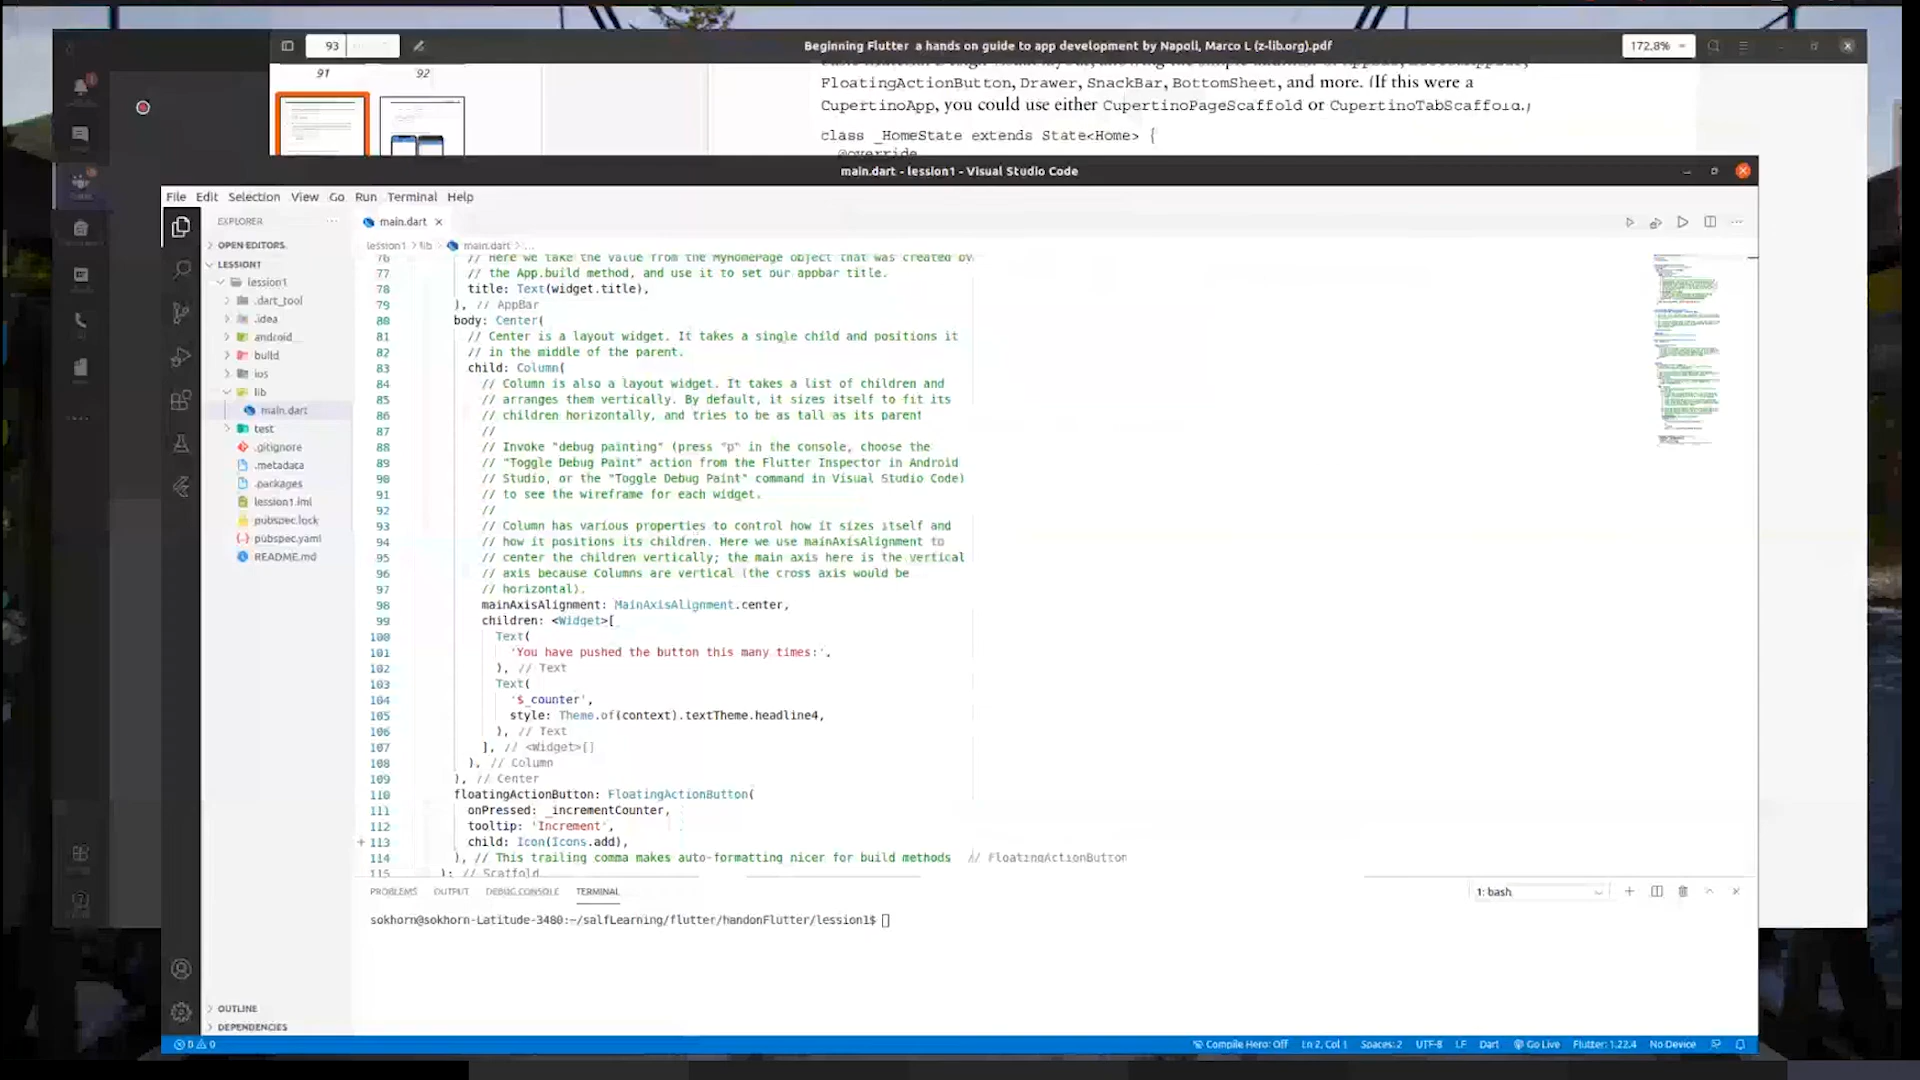 93
Beginning Flutter a hands on guide to app development by Napoli, Marco L (z-lib.org).pdf
172.8%
91
92
FloatingActionButton, Drawer, SnackBar, BottomSheet, and more. (If this were a
CupertinoApp, you could use either CupertinoPageScaffold or CupertinoTabScaffold.)
class _HomeState extends State<Home> {
@override
main.dart - lession1 - Visual Studio Code
File Edit Selection View Go Run Terminal Help
EXPLORER
main.dart
OPEN EDITORS
lession1 > lib > main.dart > ...
LESSION1
lession1
.dart_tool
.idea
android
build
ios
lib
main.dart
test
.gitignore
.metadata
.packages
lession1.iml
pubspec.lock
pubspec.yaml
README.md
OUTLINE
DEPENDENCIES
76 // Here we take the value from the MyHomePage object that was created by
77 // the App.build method, and use it to set our appbar title.
78 title: Text(widget.title),
79 ), // AppBar
80 body: Center(
81 // Center is a layout widget. It takes a single child and positions it
82 // in the middle of the parent.
83 child: Column(
84 // Column is also a layout widget. It takes a list of children and
85 // arranges them vertically. By default, it sizes itself to fit its
86 // children horizontally, and tries to be as tall as its parent
87 //
88 // Invoke "debug painting" (press "p" in the console, choose the
89 // "Toggle Debug Paint" action from the Flutter Inspector in Android
90 // Studio, or the "Toggle Debug Paint" command in Visual Studio Code)
91 // to see the wireframe for each widget.
92 //
93 // Column has various properties to control how it sizes itself and
94 // how it positions its children. Here we use mainAxisAlignment to
95 // center the children vertically; the main axis here is the vertical
96 // axis because Columns are vertical (the cross axis would be
97 // horizontal).
98 mainAxisAlignment: MainAxisAlignment.center,
99 children: <Widget>[
100 Text(
101 'You have pushed the button this many times:',
102 ), // Text
103 Text(
104 '$_counter',
105 style: Theme.of(context).textTheme.headline4,
106 ), // Text
107 ], // <Widget>[]
108 ), // Column
109 ), // Center
110 floatingActionButton: FloatingActionButton(
111 onPressed: _incrementCounter,
112 tooltip: 'Increment',
113 child: Icon(Icons.add),
114 ), // This trailing comma makes auto-formatting nicer for build methods // FloatingActionButton
115 ); // Scaffold
PROBLEMS OUTPUT DEBUG CONSOLE TERMINAL
1: bash
sokhorn@sokhorn-Latitude-3480:~/salfLearning/flutter/handonFlutter/lession1$
0 0
Compile Hero: Off Ln 2, Col 1 Spaces: 2 UTF-8 LF Dart Go Live Flutter: 1.22.4 No Device